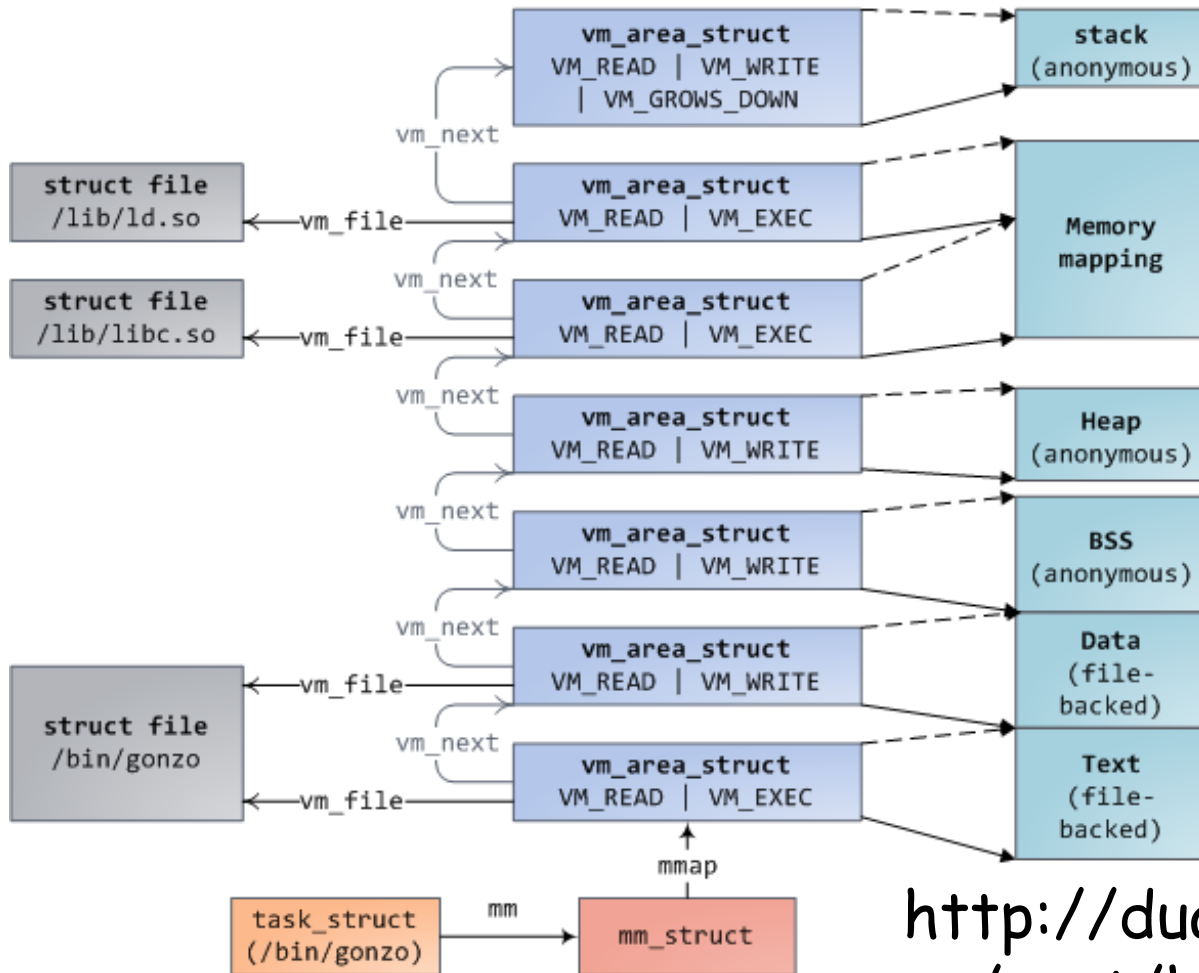 vm_area_struct
VM_READ | VM_WRITE
| VM_GROWS_DOWN
stack
(anonymous)
vm_next
struct file
/lib/ld.so
vm_file
vm_area_struct
VM_READ | VM_EXEC
Memory
mapping
vm_next
struct file
/lib/libc.so
vm_file
vm_area_struct
VM_READ | VM_EXEC
vm_next
vm_area_struct
VM_READ | VM_WRITE
Heap
(anonymous)
vm_next
vm_area_struct
VM_READ | VM_WRITE
BSS
(anonymous)
vm_next
vm_file
vm_area_struct
VM_READ | VM_WRITE
Data
(file-
backed)
struct file
/bin/gonzo
vm_next
vm_file
vm_area_struct
VM_READ | VM_EXEC
Text
(file-
backed)
mmap
task_struct
(/bin/gonzo)
mm
mm_struct